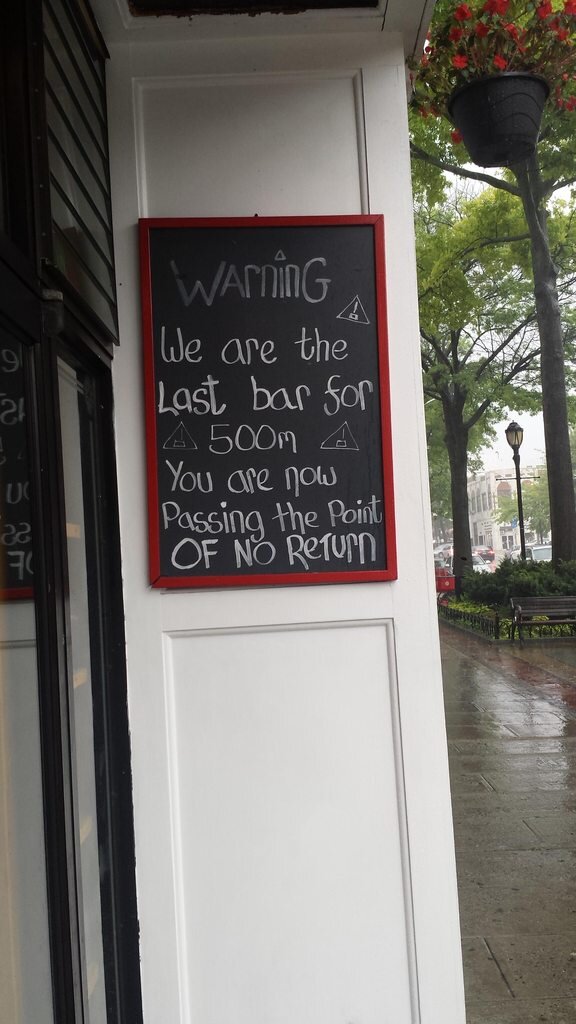 Warning
We are the
Last bar for
500m
You are now
Passing the Point
OF NO Return